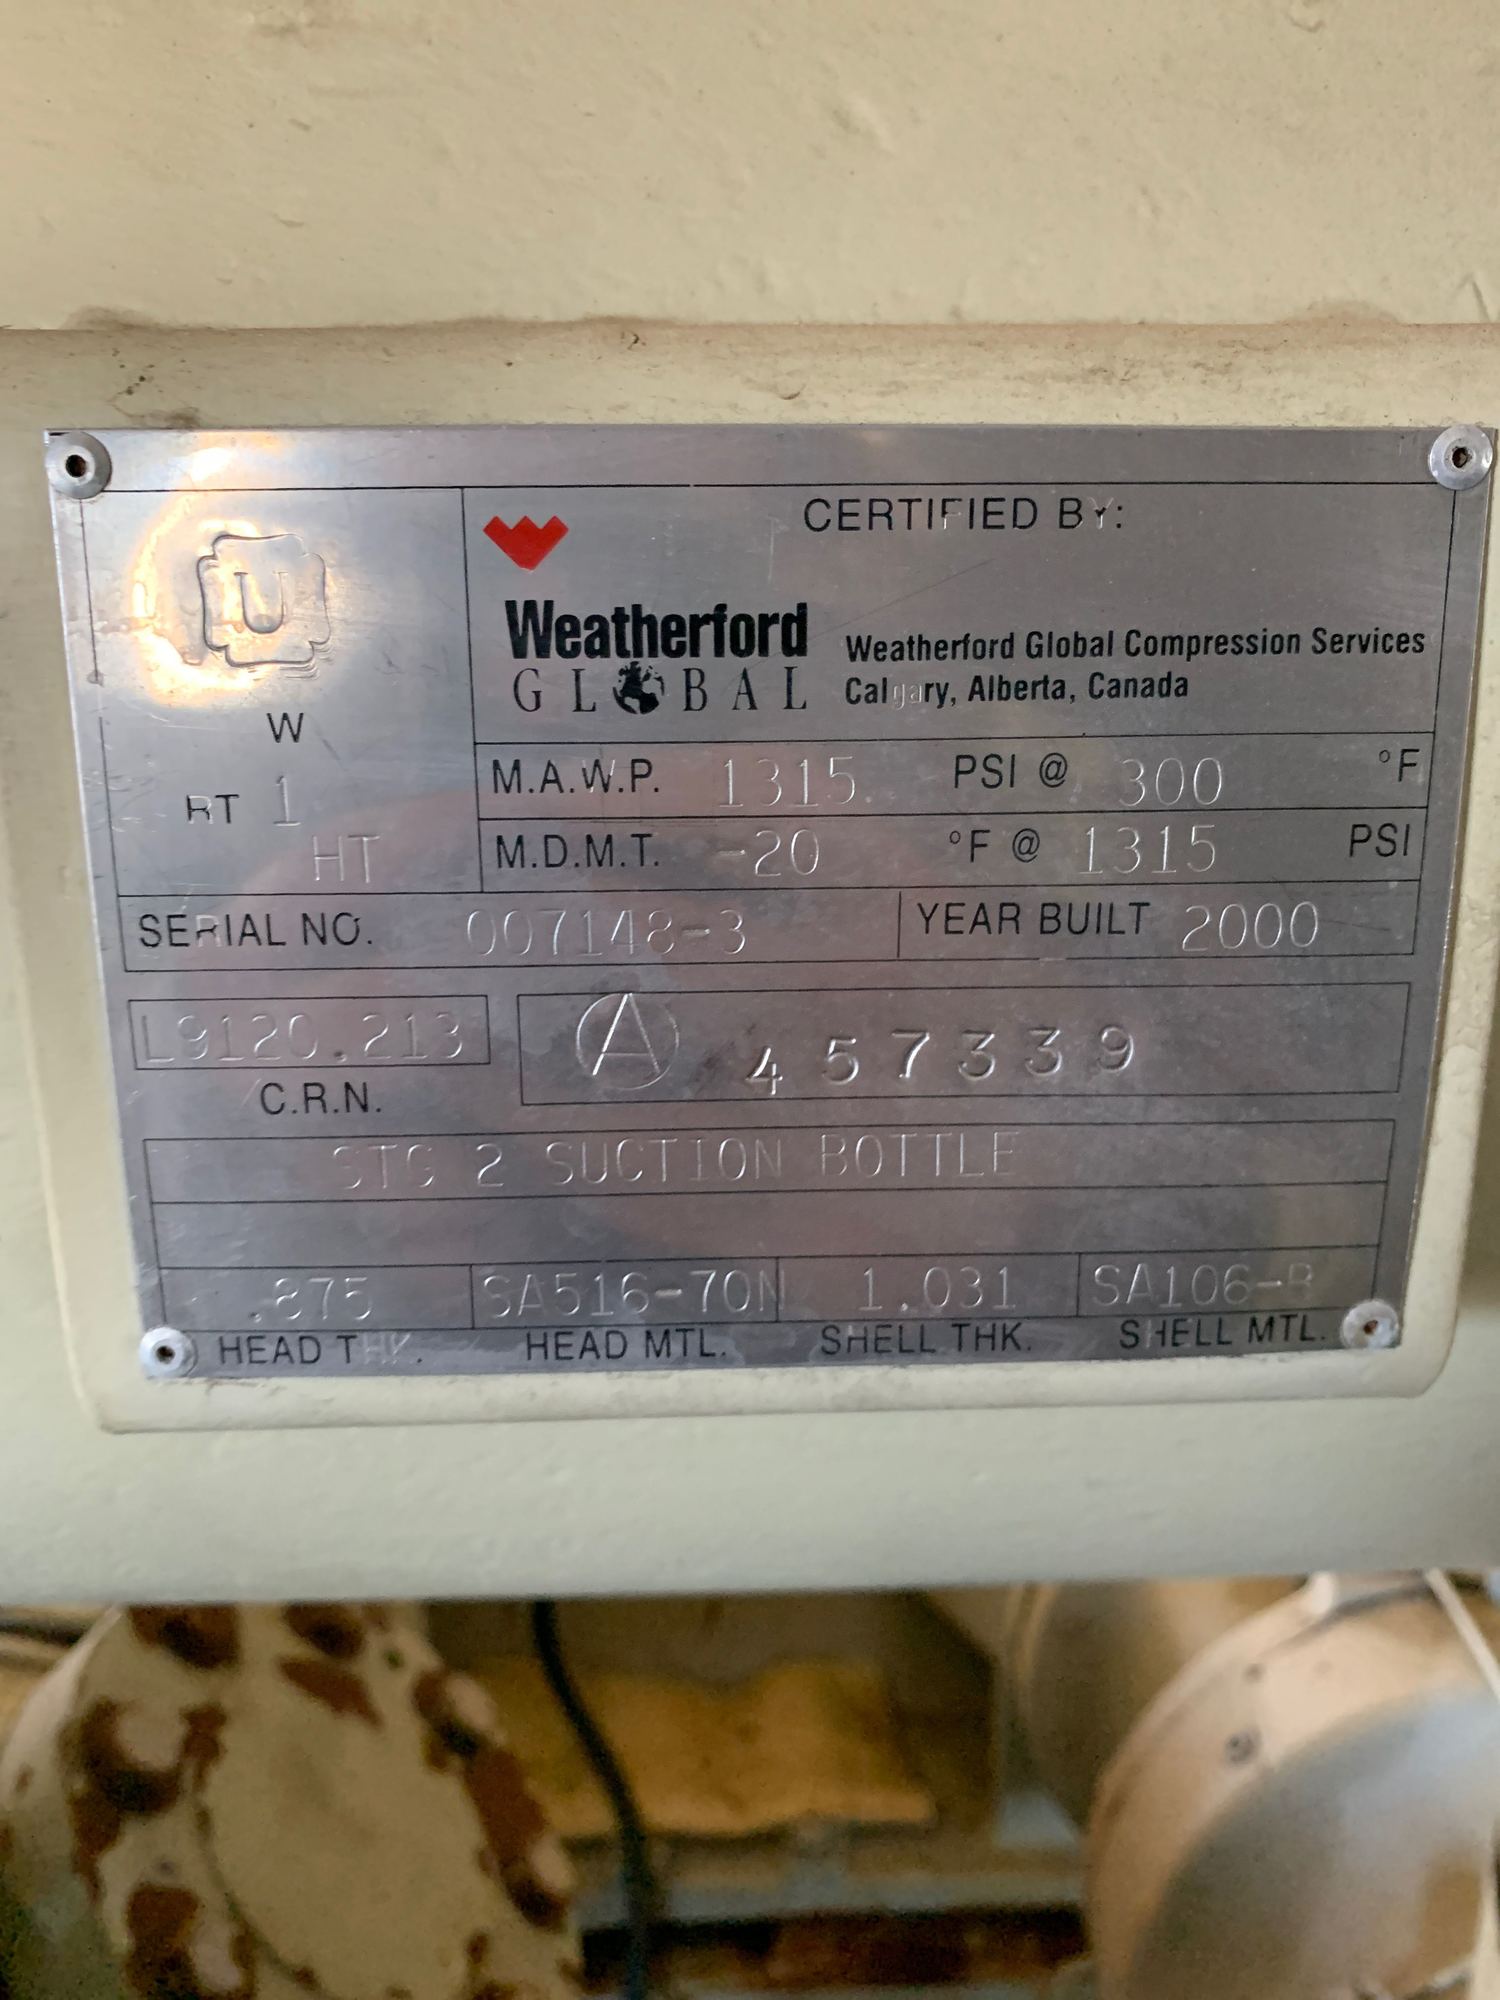 U
W
RT 1
HT
CERTIFIED BY:
Weatherford
GLOBAL
Weatherford Global Compression Services
Calgary, Alberta, Canada
M.A.W.P. 1315 PSI @ 300 °F
M.D.M.T. -20 °F @ 1315 PSI
SERIAL NO. 007148-3 YEAR BUILT 2000
L9120.213
C.R.N.
A 457339
STG 2 SUCTION BOTTLE
.875 SA516-70N 1.031 SA106-B
HEAD THK. HEAD MTL. SHELL THK. SHELL MTL.